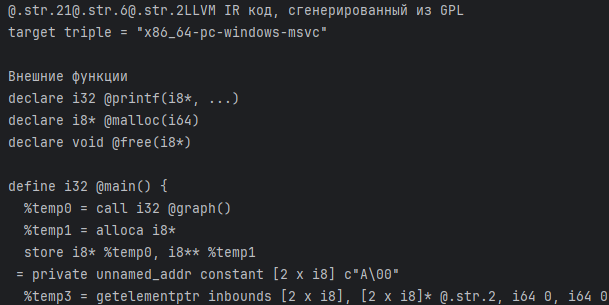 @.str.21@.str.6@.str.2LLVM IR код, сгенерированный из GPL
target triple = "x86_64-pc-windows-msvc"
Внешние функции
declare i32 @printf(i8*, ...)
declare i8* @malloc(i64)
declare void @free(i8*)
define i32 @main() {
%temp0 = call i32 @graph()
%temp1 = alloca i8*
store i8* %temp0, i8** %temp1
= private unnamed_addr constant [2 x i8] c"A\00"
%temp3 = getelementptr inbounds [2 x i8], [2 x i8]* @.str.2, i64 0, i64 0